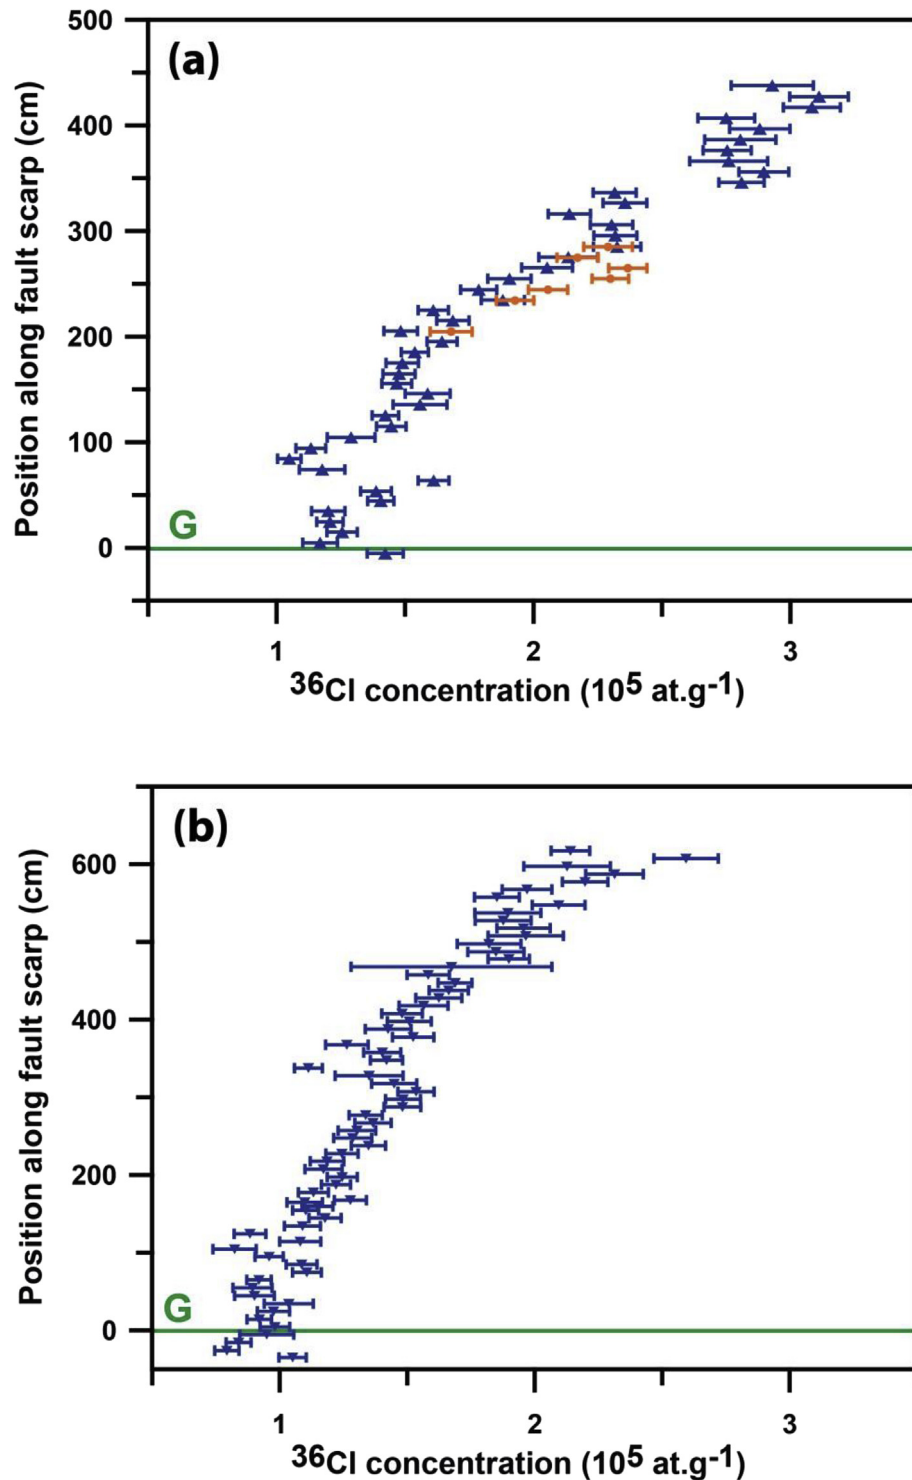 (a)
Position along fault scarp (cm)
500
400
300
200
100
0
G
1 2 3
³⁶Cl concentration (10⁵ at.g⁻¹)
(b)
Position along fault scarp (cm)
600
400
200
0
G
1 2 3
³⁶Cl concentration (10⁵ at.g⁻¹)